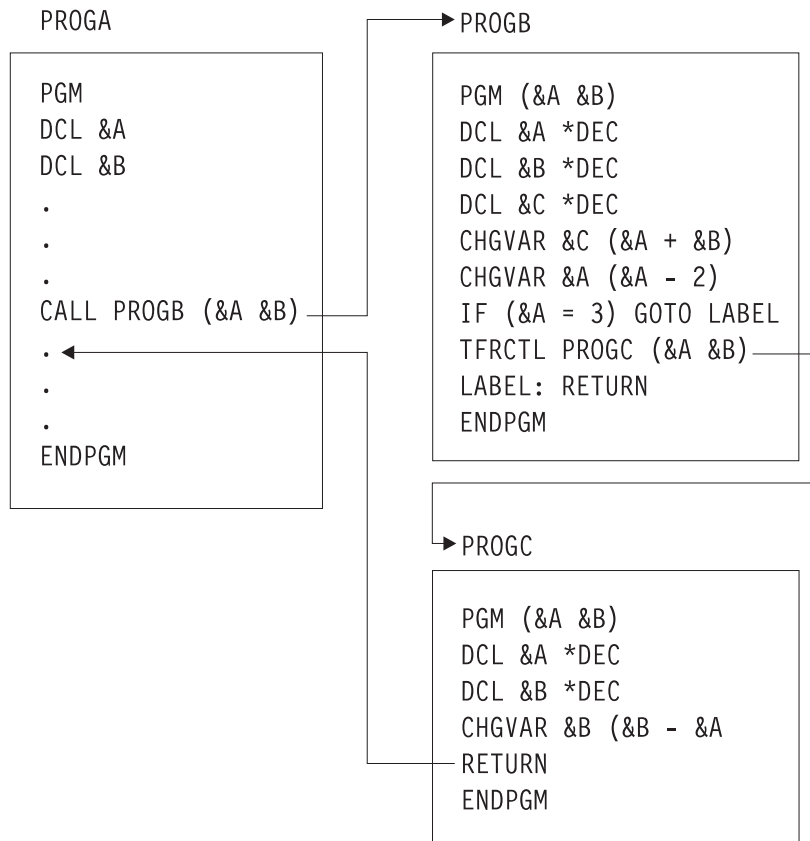 PROGA
PGM
DCL &A
DCL &B
.
.
.
CALL PROGB (&A &B)
.
.
.
ENDPGM
PROGB
PGM (&A &B)
DCL &A *DEC
DCL &B *DEC
DCL &C *DEC
CHGVAR &C (&A + &B)
CHGVAR &A (&A - 2)
IF (&A = 3) GOTO LABEL
TFRCTL PROGC (&A &B)
LABEL: RETURN
ENDPGM
PROGC
PGM (&A &B)
DCL &A *DEC
DCL &B *DEC
CHGVAR &B (&B - &A
RETURN
ENDPGM